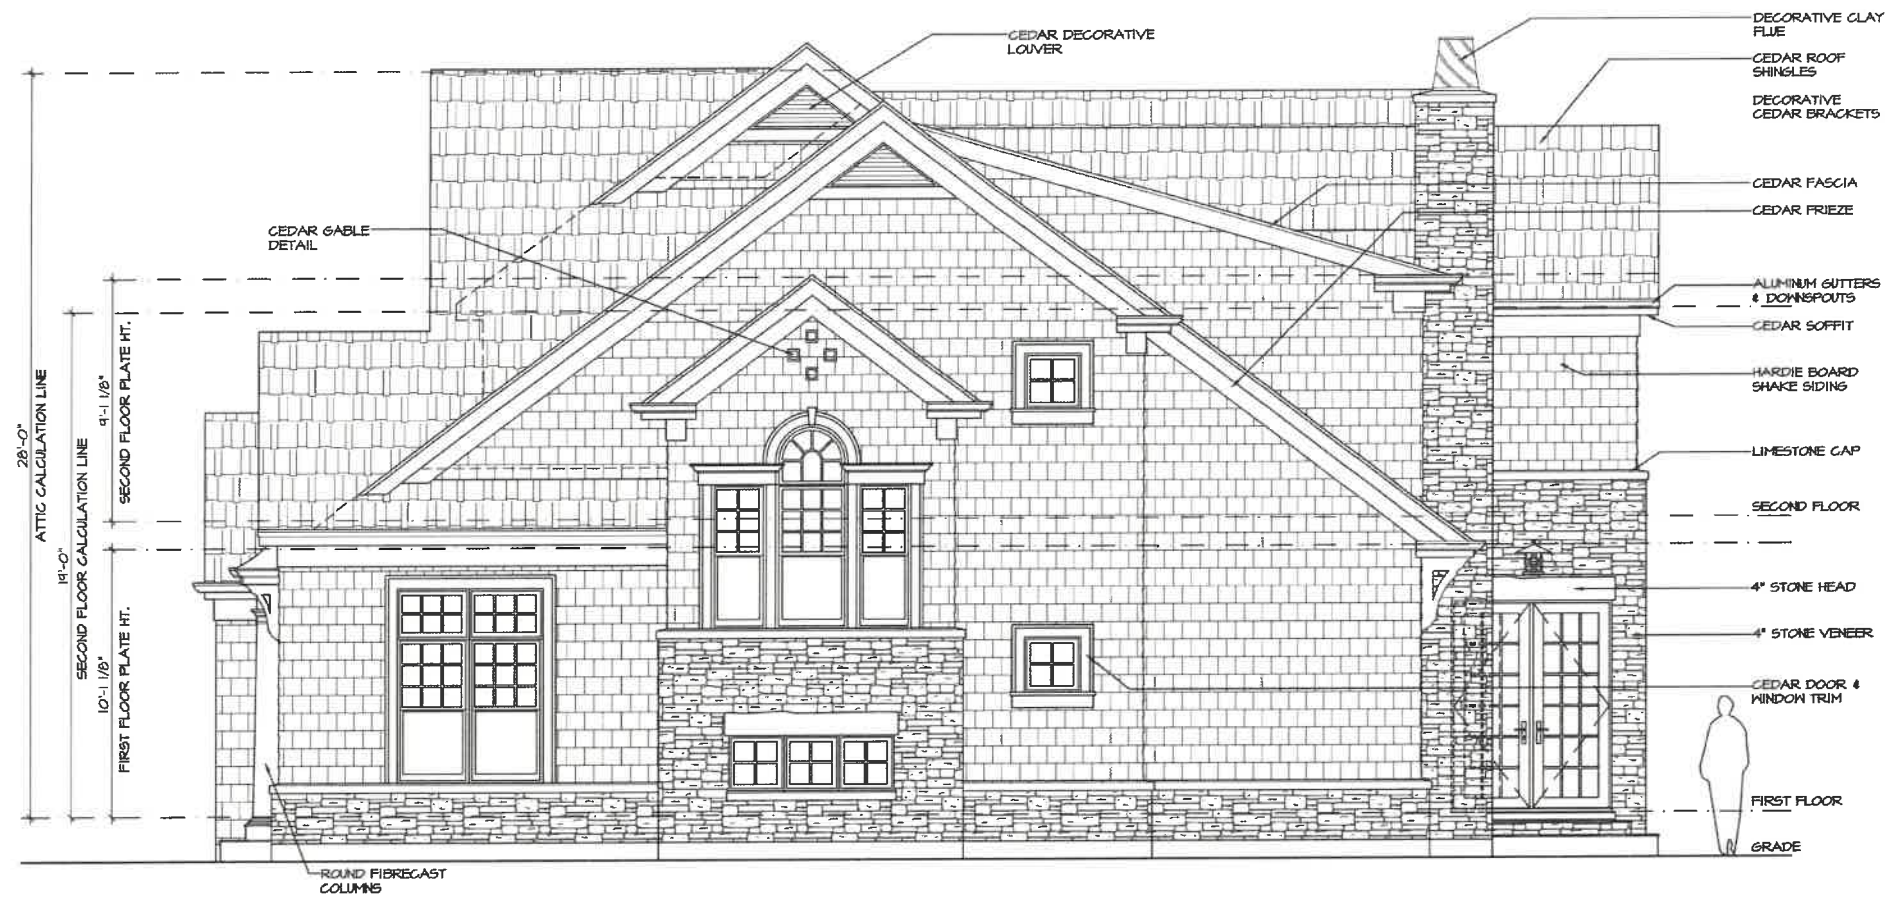 DECORATIVE CLAY
FLUE
CEDAR DECORATIVE
LOUVER
CEDAR ROOF
SHINGLES
DECORATIVE
CEDAR BRACKETS
CEDAR FASCIA
CEDAR FRIEZE
CEDAR GABLE
DETAIL
ALUMINUM GUTTERS
& DOWNSPOUTS
CEDAR SOFFIT
HARDIE BOARD
SHAKE SIDING
LIMESTONE CAP
SECOND FLOOR
4" STONE HEAD
4" STONE VENEER
CEDAR DOOR &
WINDOW TRIM
FIRST FLOOR
GRADE
ROUND FIBRECAST
COLUMNS
28'-0"
ATTIC CALCULATION LINE
19'-0"
SECOND FLOOR CALCULATION LINE
9'-1 1/8"
SECOND FLOOR PLATE HT.
10'-1 1/8"
FIRST FLOOR PLATE HT.